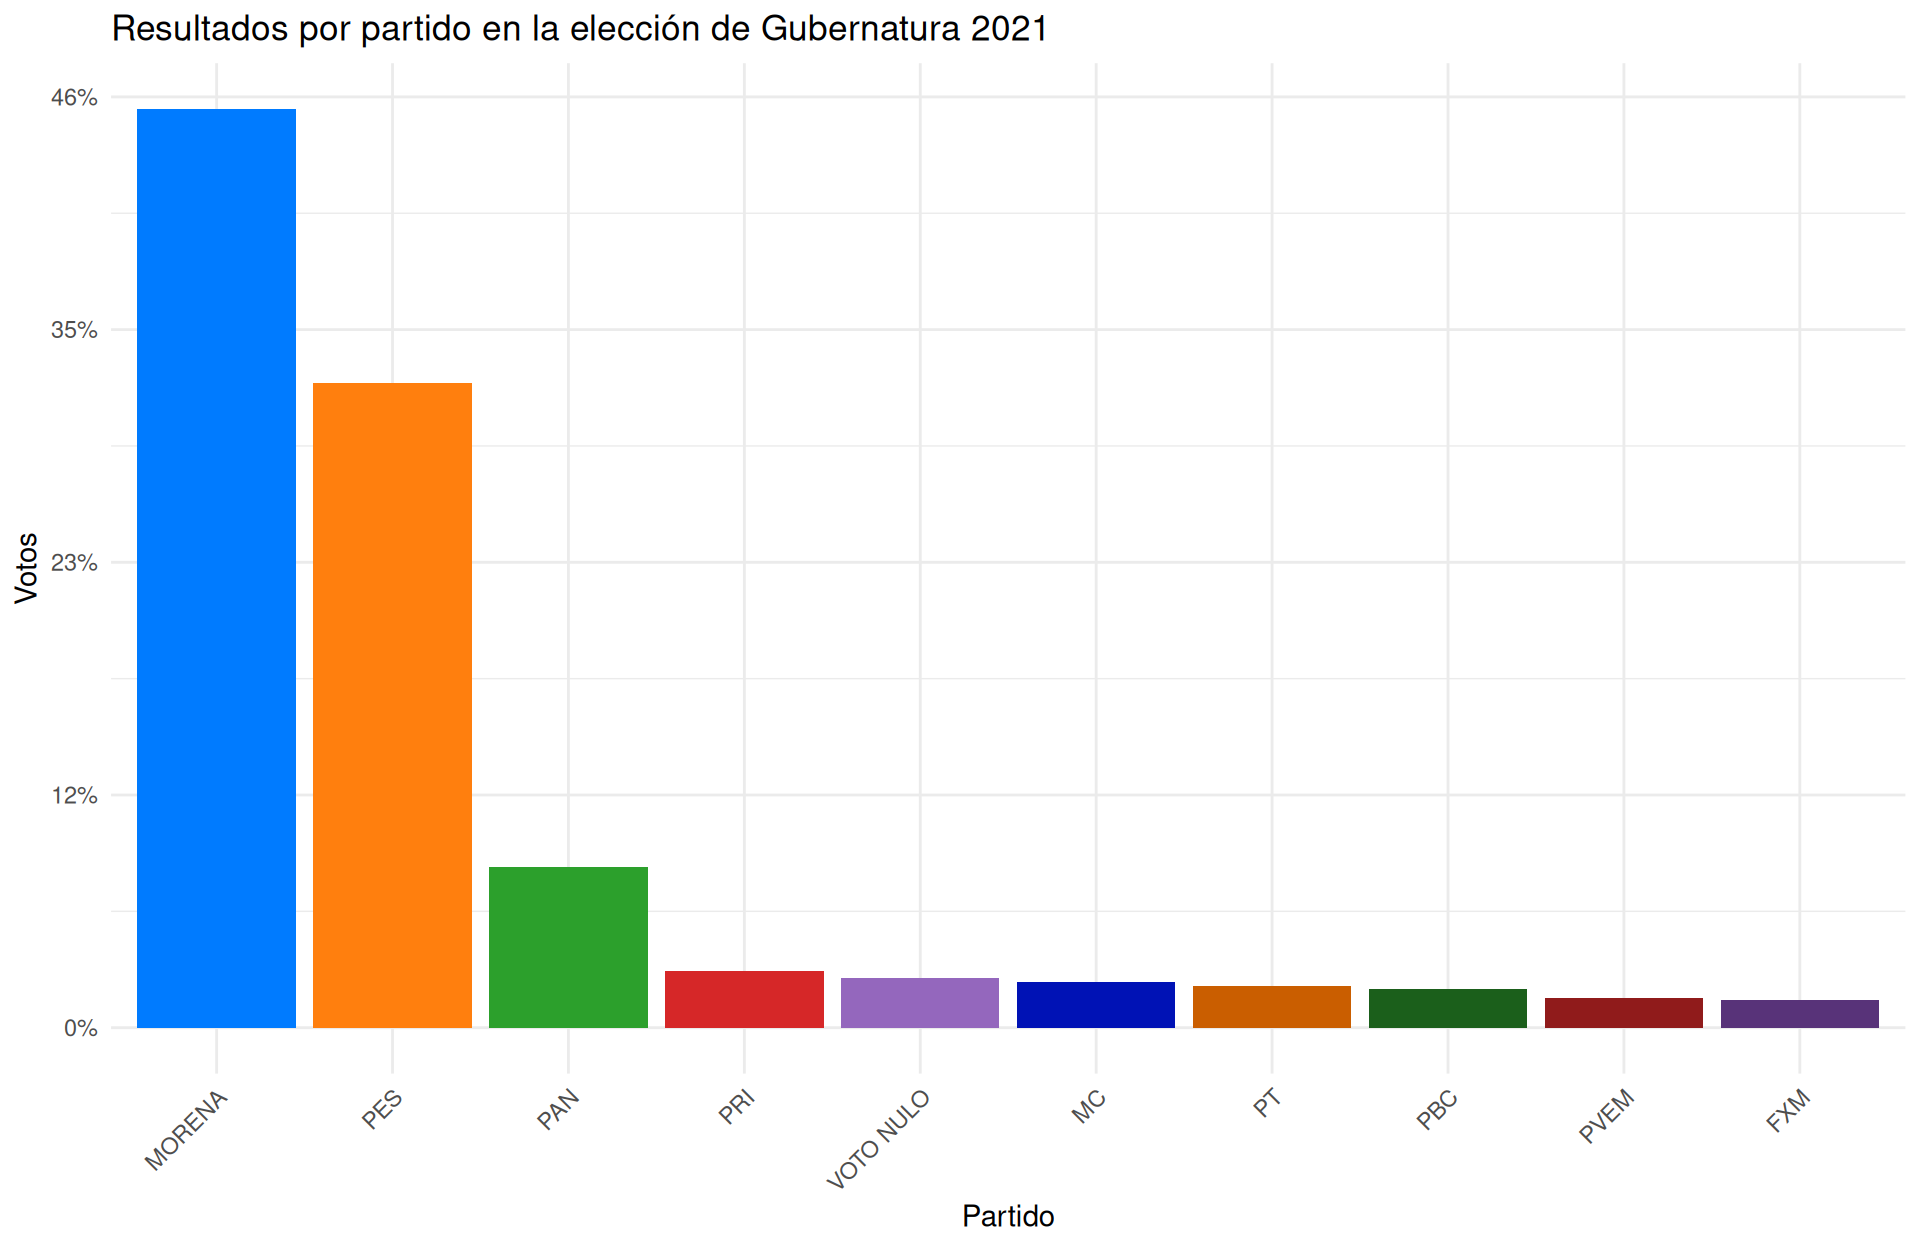 Resultados por partido en la elección de Gubernatura 2021
46%
35%
23%
12%
0%
Votos
MORENA
PES
PAN
PRI
VOTO NULO
MC
PT
PBC
PVEM
FXM
Partido